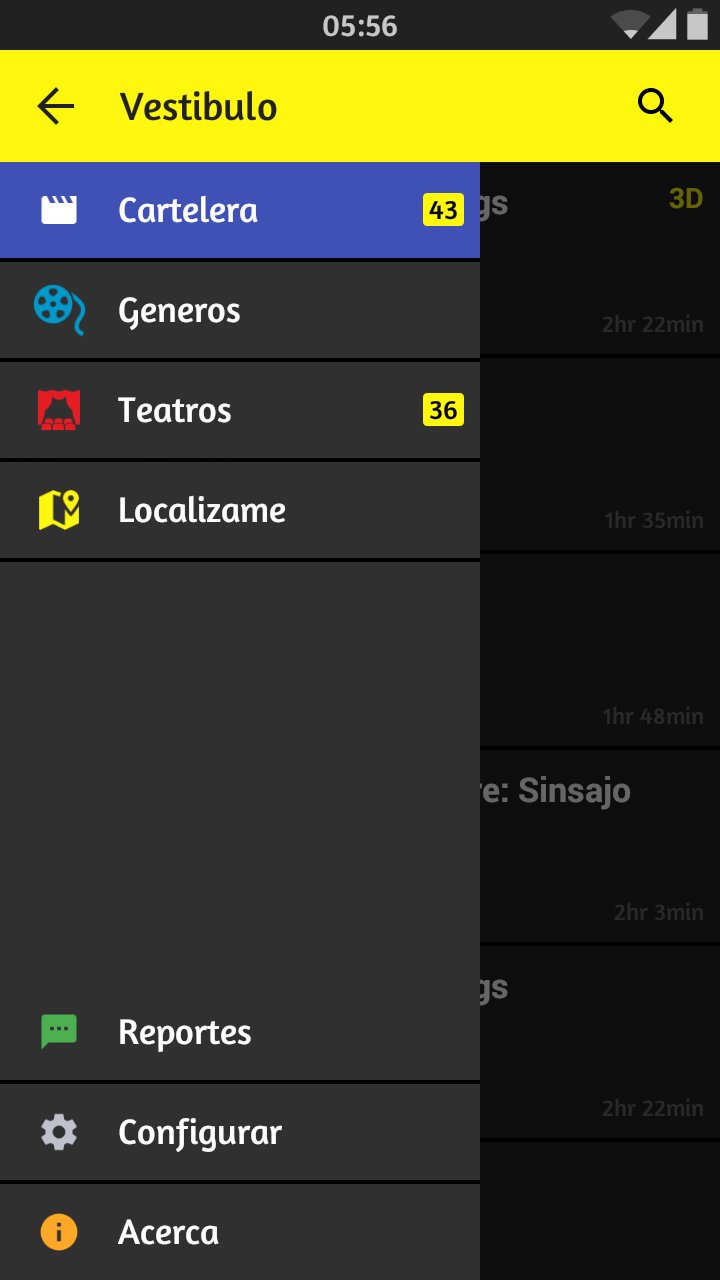 05:56
Vestibulo
Cartelera 43
gs 3D
2hr 22min
Generos
Teatros 36
1hr 35min
Localizame
1hr 48min
re: Sinsajo
2hr 3min
gs
Reportes
2hr 22min
Configurar
Acerca